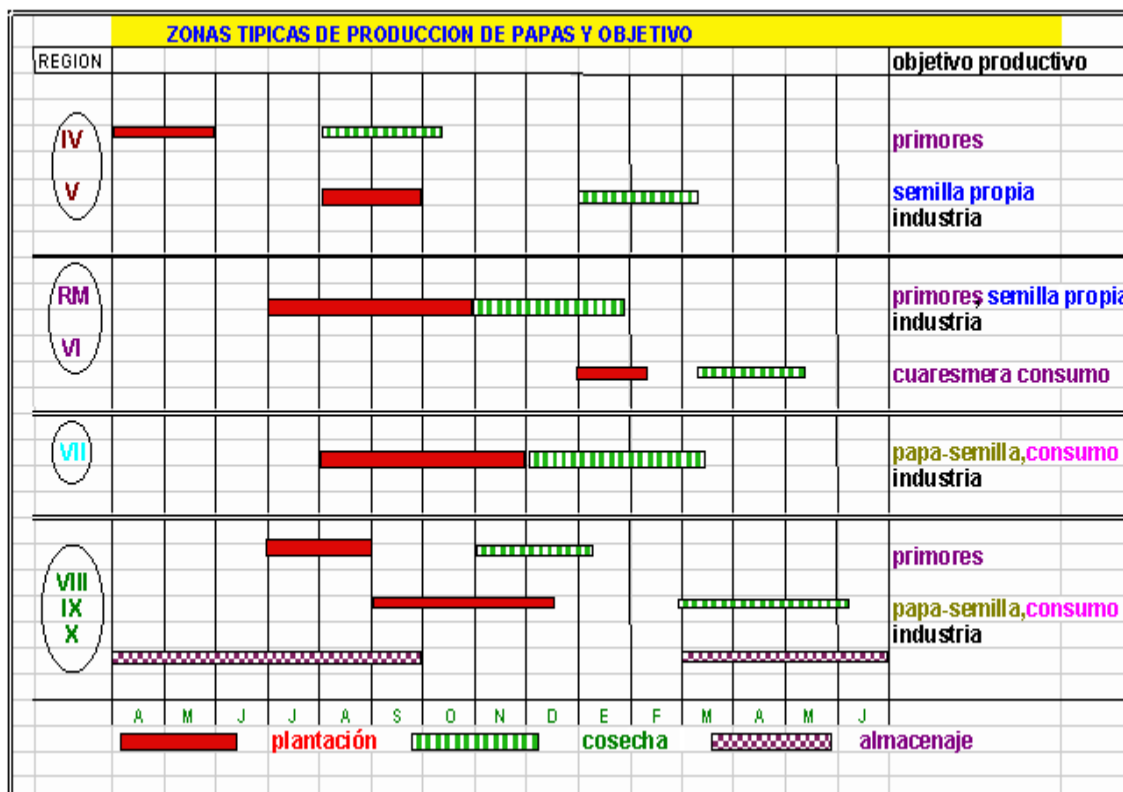 ZONAS TIPICAS DE PRODUCCION DE PAPAS Y OBJETIVO
REGION objetivo productivo
IV primores
V semilla propia
industria
RM primores, semilla propia
industria
VI cuaresmera consumo
VII papa-semilla,consumo
industria
primores
VIII
IX papa-semilla,consumo
X industria
A M J J A S O N D E F M A M J
plantación cosecha almacenaje